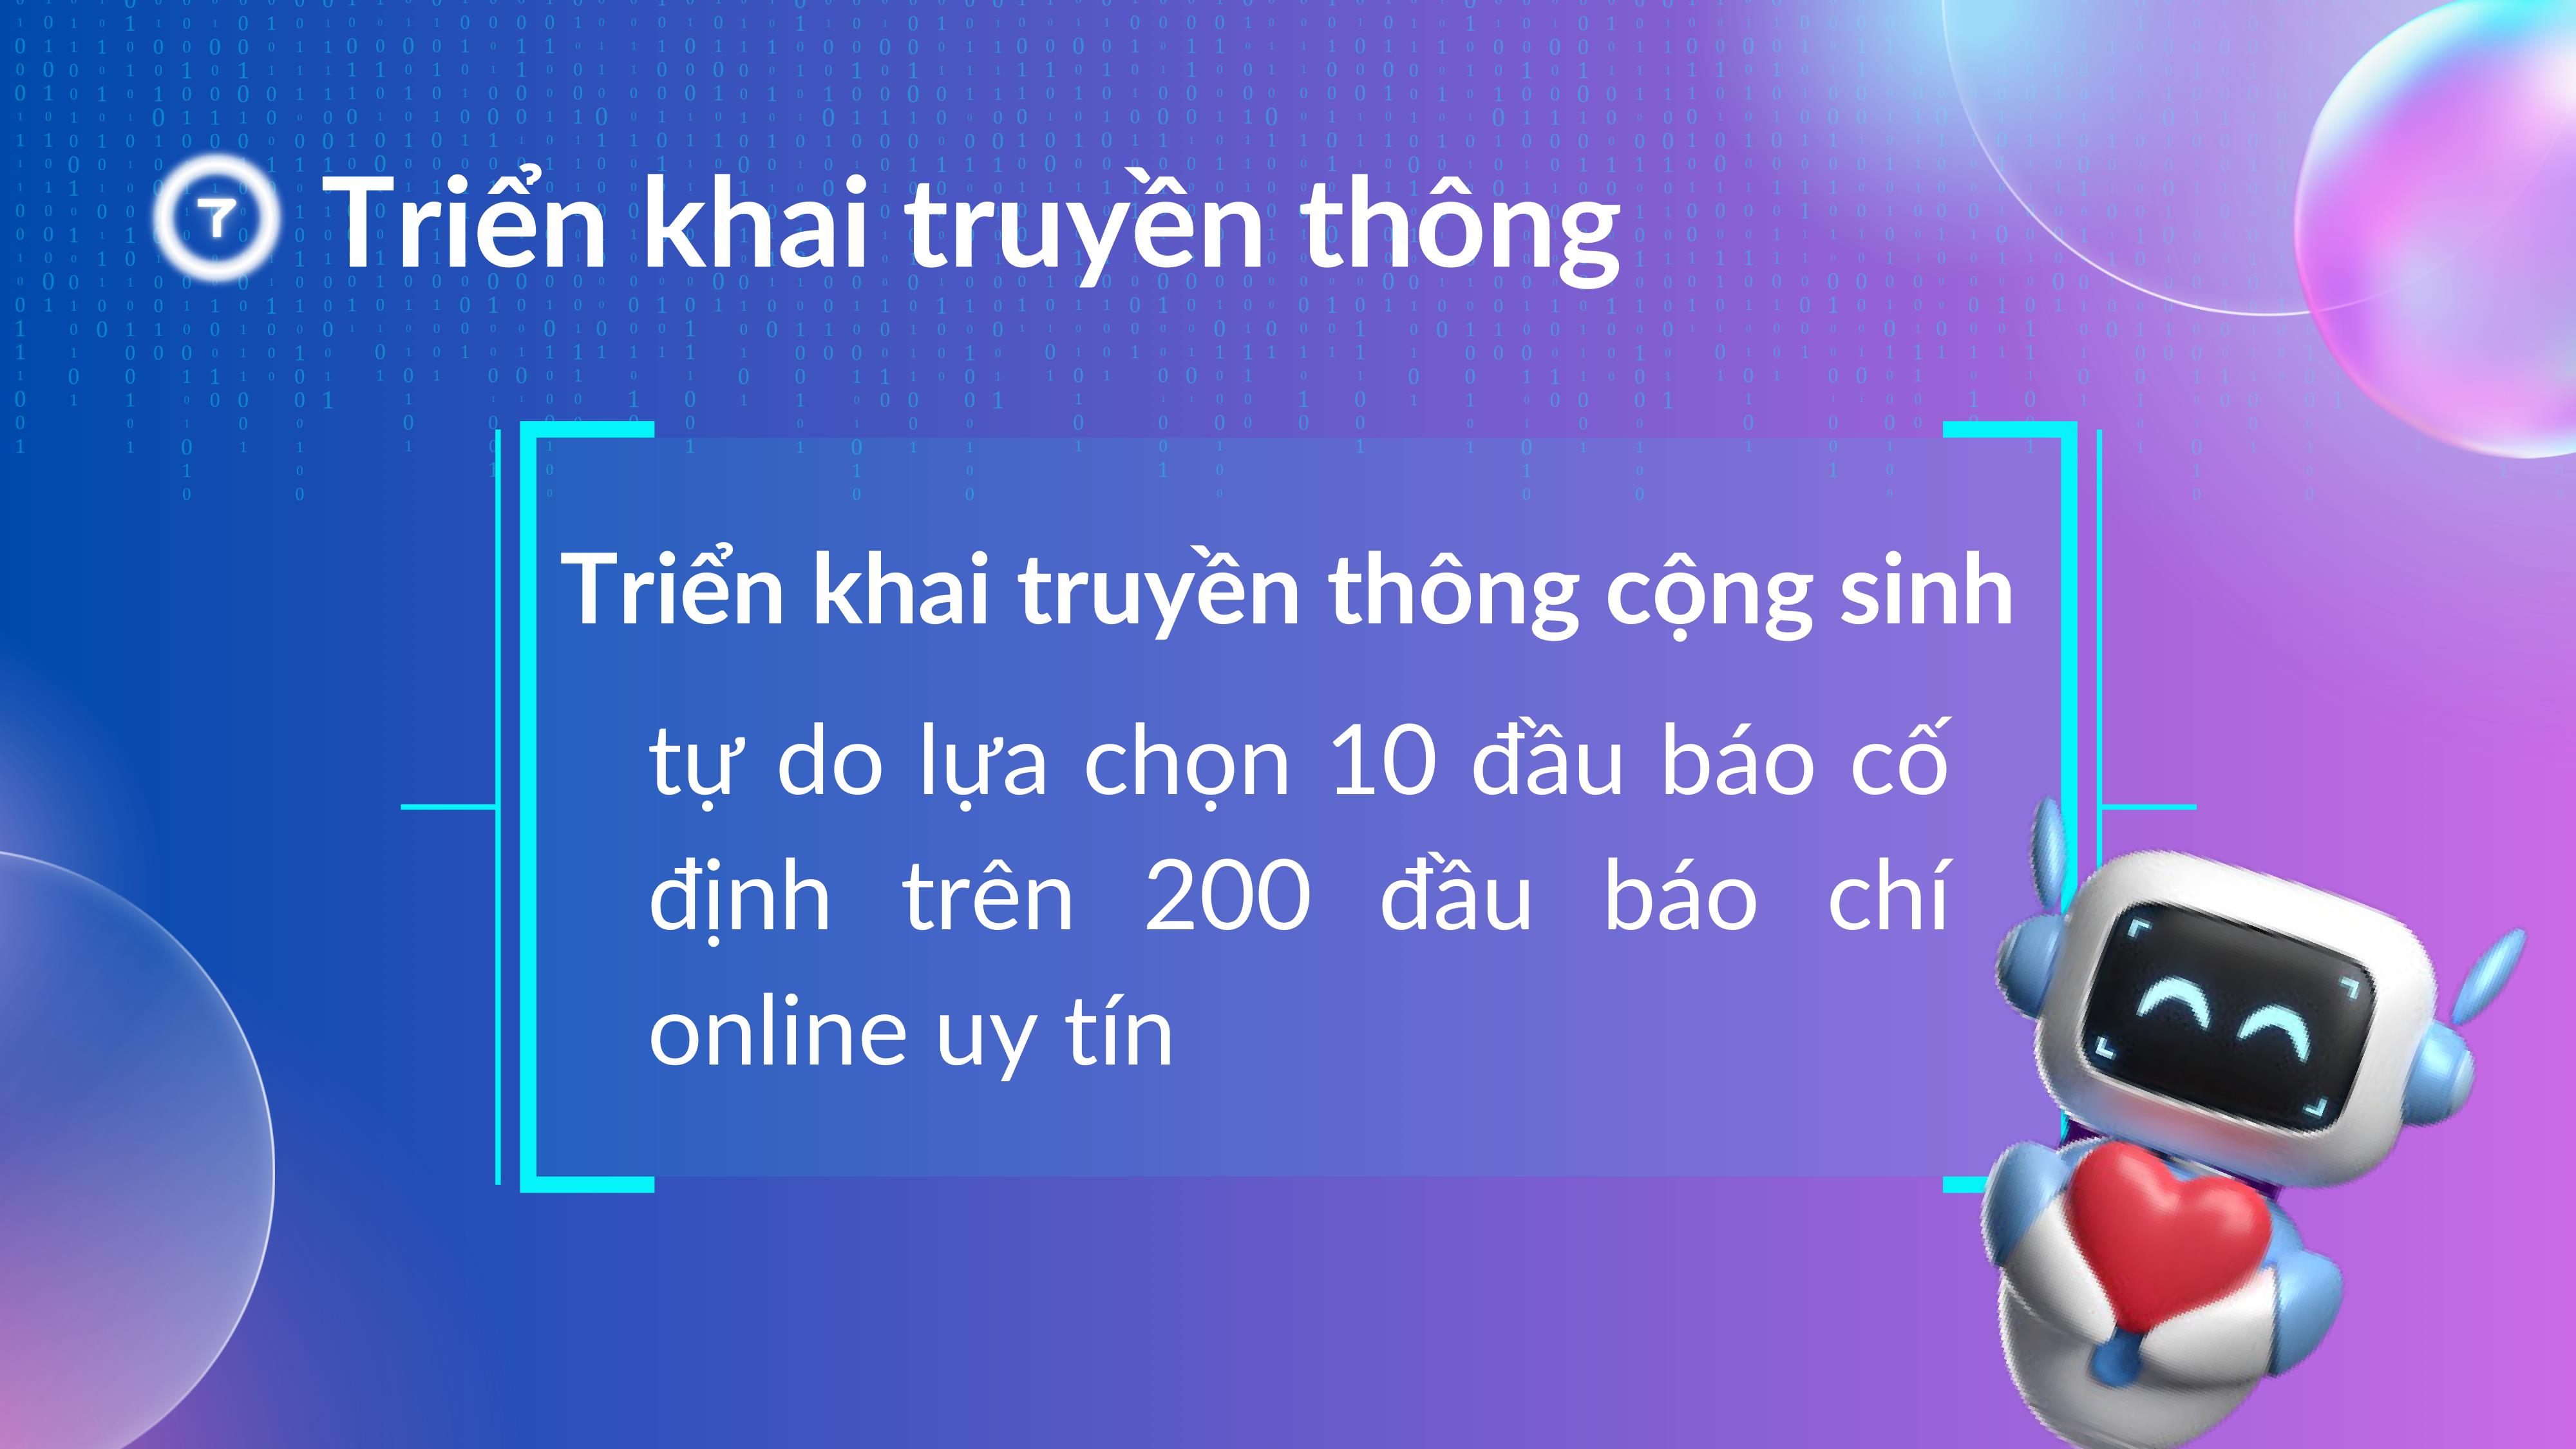 7 Triển khai truyền thông
Triển khai truyền thông cộng sinh
tự do lựa chọn 10 đầu báo cố
định trên 200 đầu báo chí
online uy tín